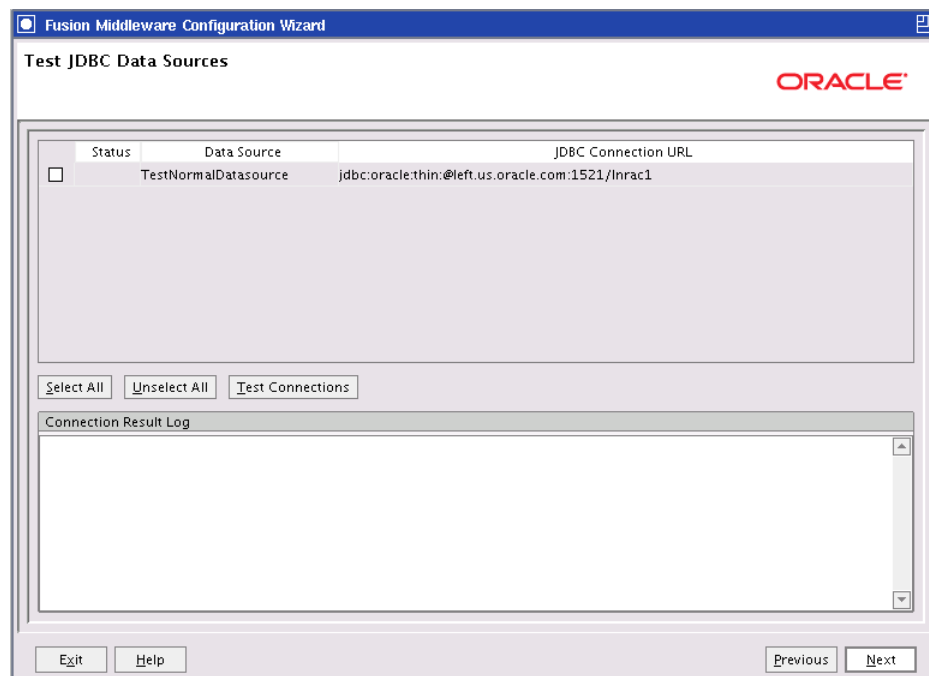 Fusion Middleware Configuration Wizard
Test JDBC Data Sources
ORACLE
Status Data Source JDBC Connection URL
TestNormalDatasource jdbc:oracle:thin:@left.us.oracle.com:1521/lnrac1
Select All Unselect All Test Connections
Connection Result Log
Exit Help Previous Next